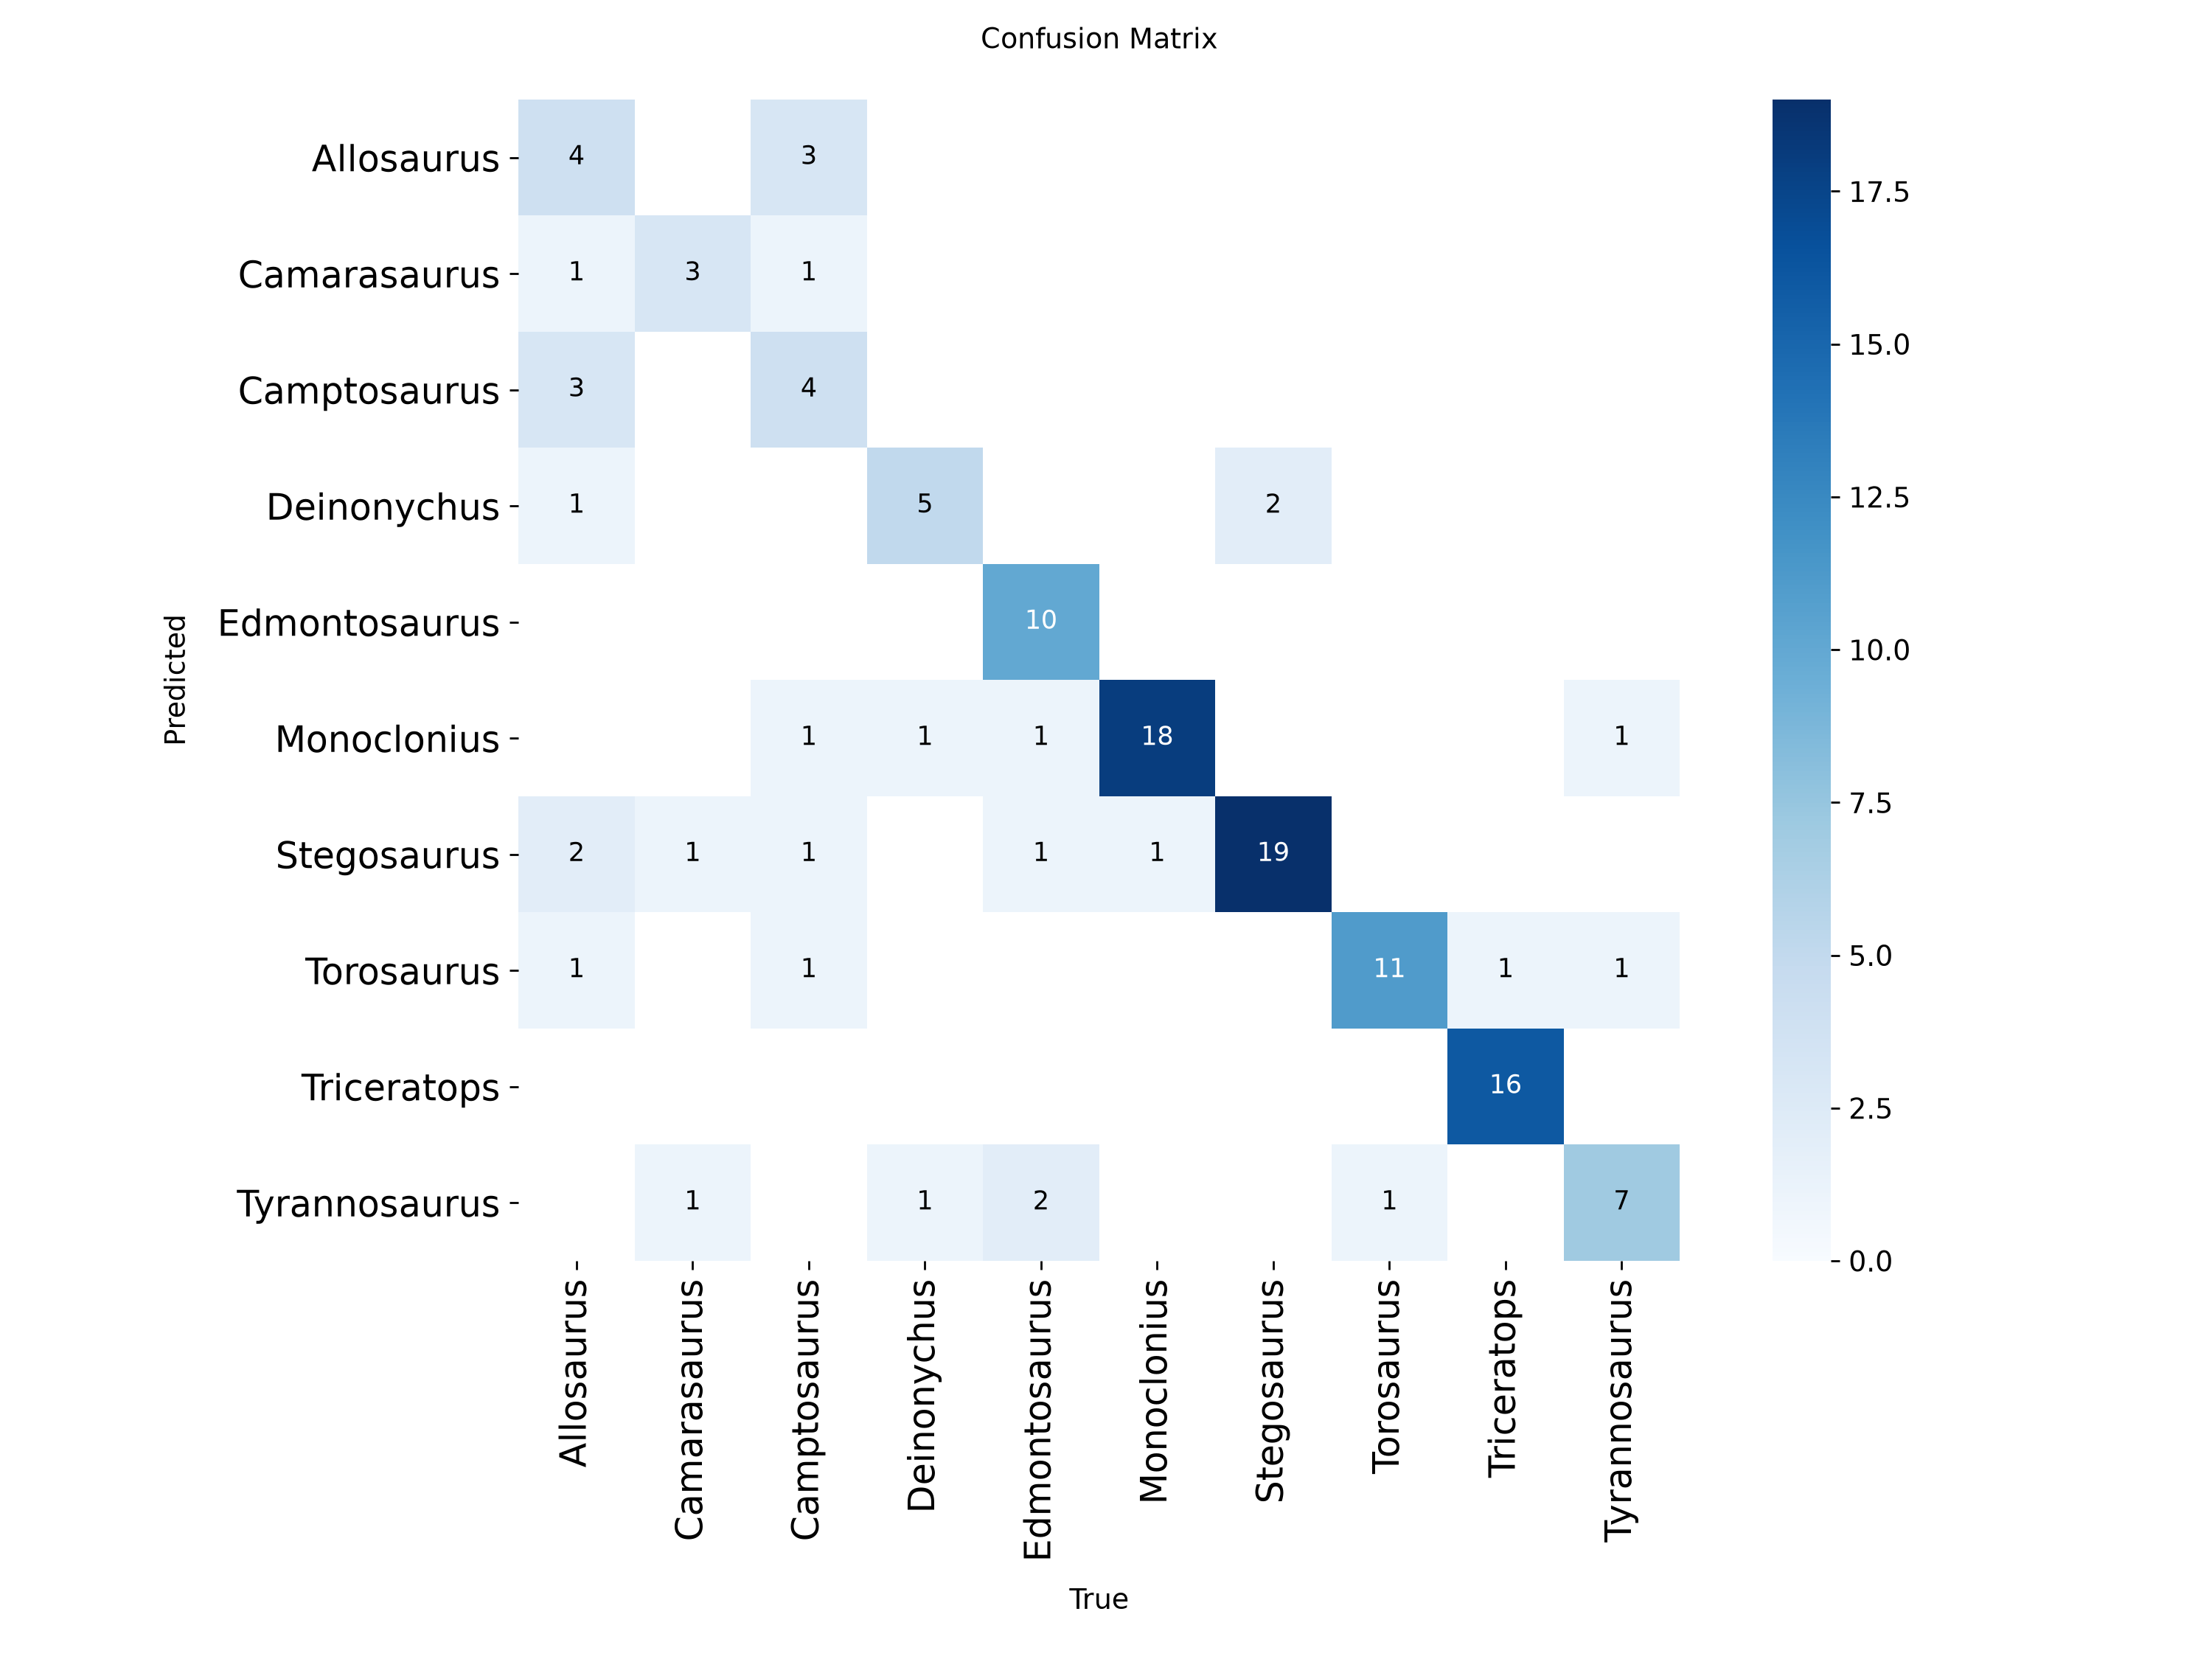 Confusion Matrix
Allosaurus 4 3
Camarasaurus 1 3 1
Camptosaurus 3 4
Deinonychus 1 5 2
Edmontosaurus 10
Monoclonius 1 1 1 18 1
Stegosaurus 2 1 1 1 1 19
Torosaurus 1 1 11 1 1
Triceratops 16
Tyrannosaurus 1 1 2 1 7
Predicted
Allosaurus
Camarasaurus
Camptosaurus
Deinonychus
Edmontosaurus
Monoclonius
Stegosaurus
Torosaurus
Triceratops
Tyrannosaurus
True
17.5
15.0
12.5
10.0
7.5
5.0
2.5
0.0